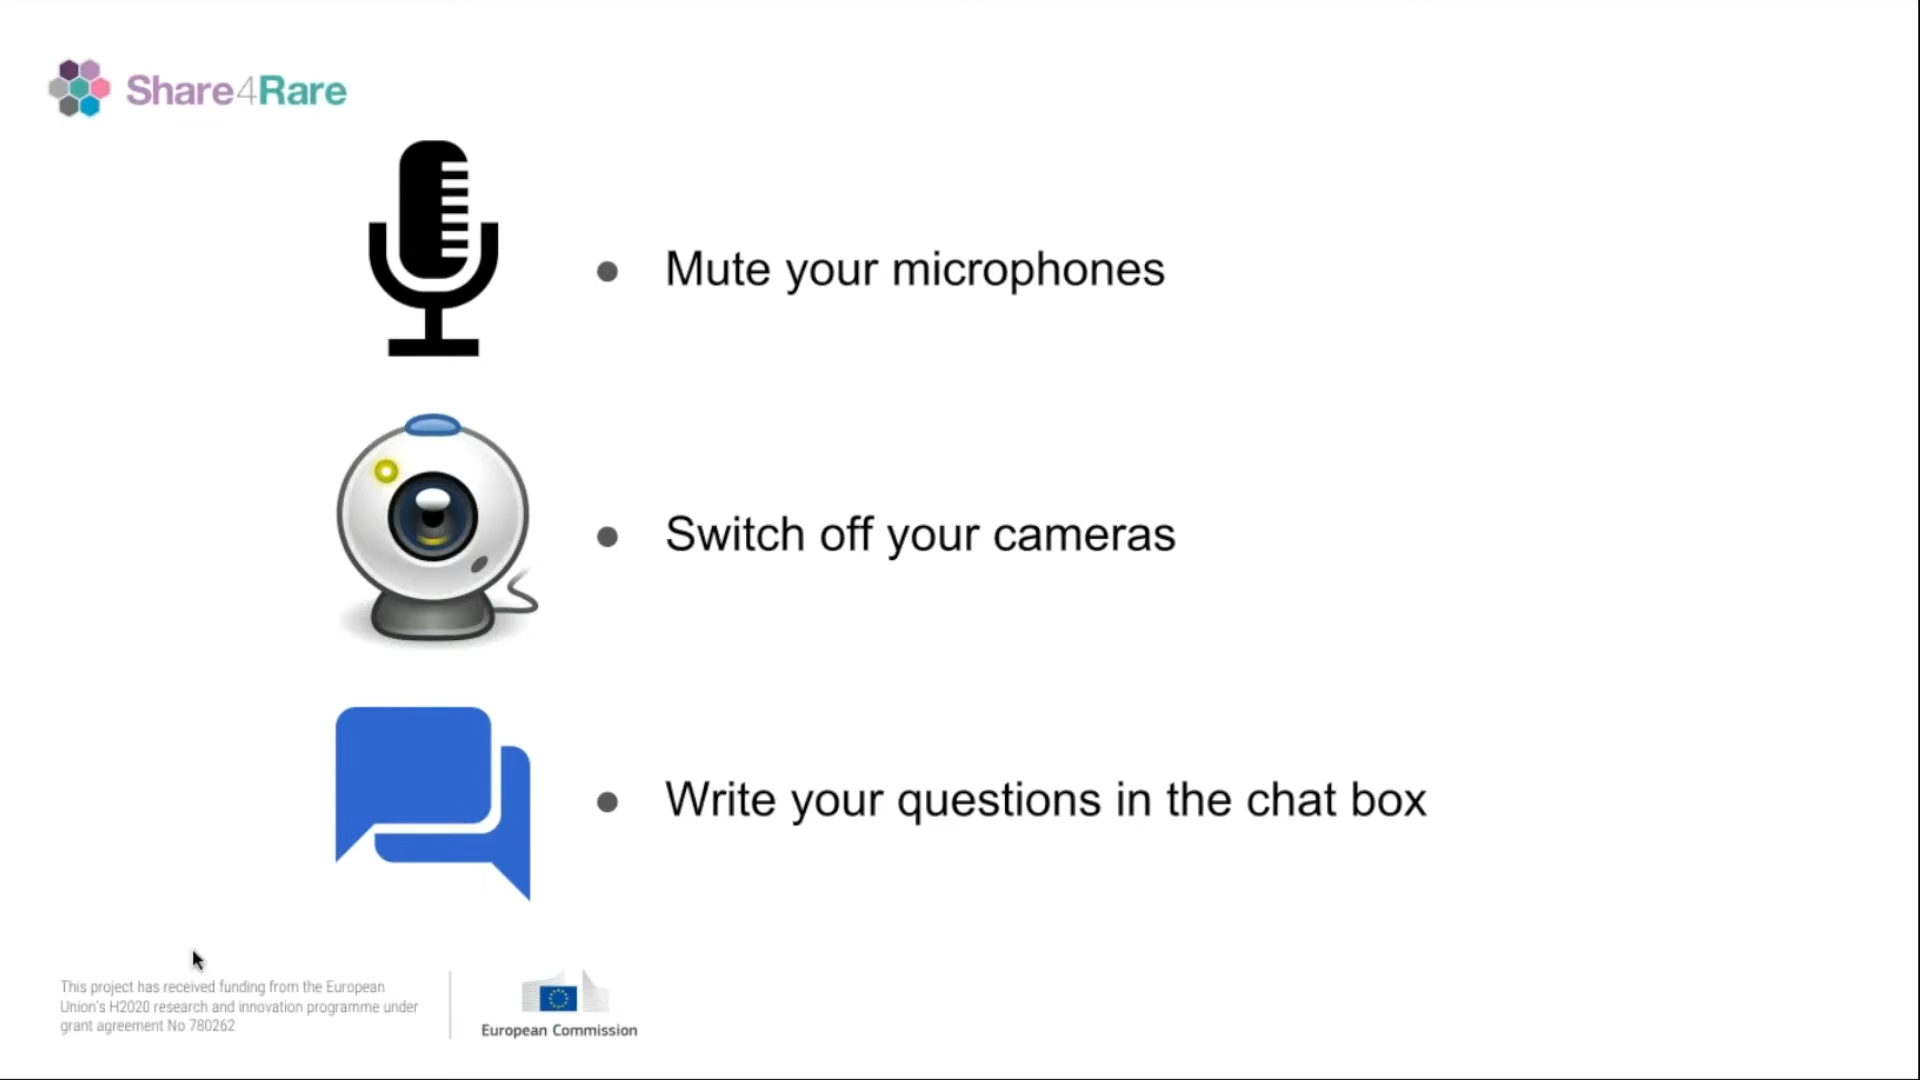 Share4Rare
Mute your microphones
Switch off your cameras
Write your questions in the chat box
This project has received funding from the European
Union's H2020 research and innovation programme under
grant agreement No 780262
European Commission